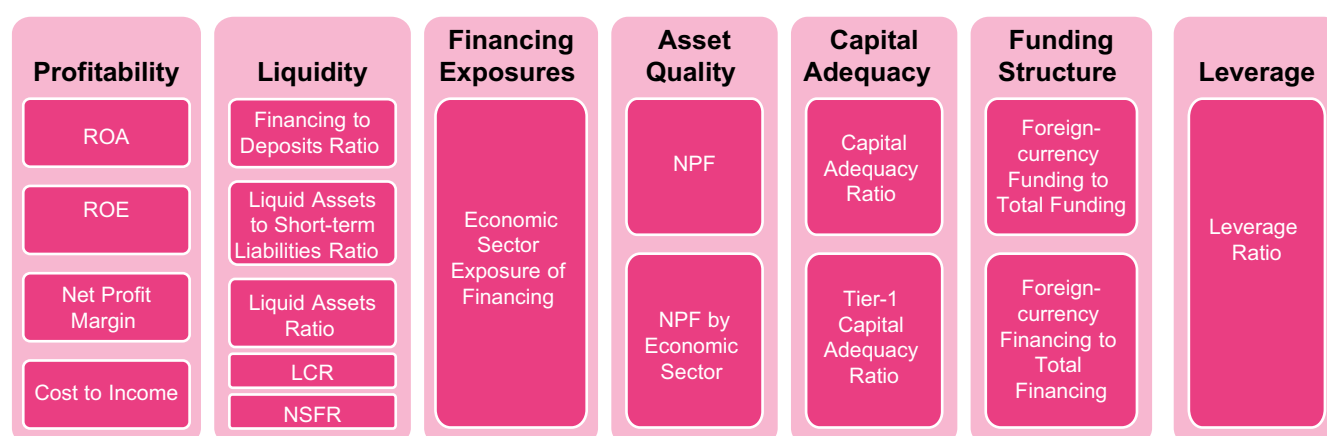 Profitability
ROA
ROE
Net Profit
Margin
Cost to Income
Liquidity
Financing to
Deposits Ratio
Liquid Assets
to Short-term
Liabilities Ratio
Liquid Assets
Ratio
LCR
NSFR
Financing
Exposures
Economic
Sector
Exposure of
Financing
Asset
Quality
NPF
NPF by
Economic
Sector
Capital
Adequacy
Capital
Adequacy
Ratio
Tier-1
Capital
Adequacy
Ratio
Funding
Structure
Foreign-
currency
Funding to
Total Funding
Foreign-
currency
Financing to
Total
Financing
Leverage
Leverage
Ratio